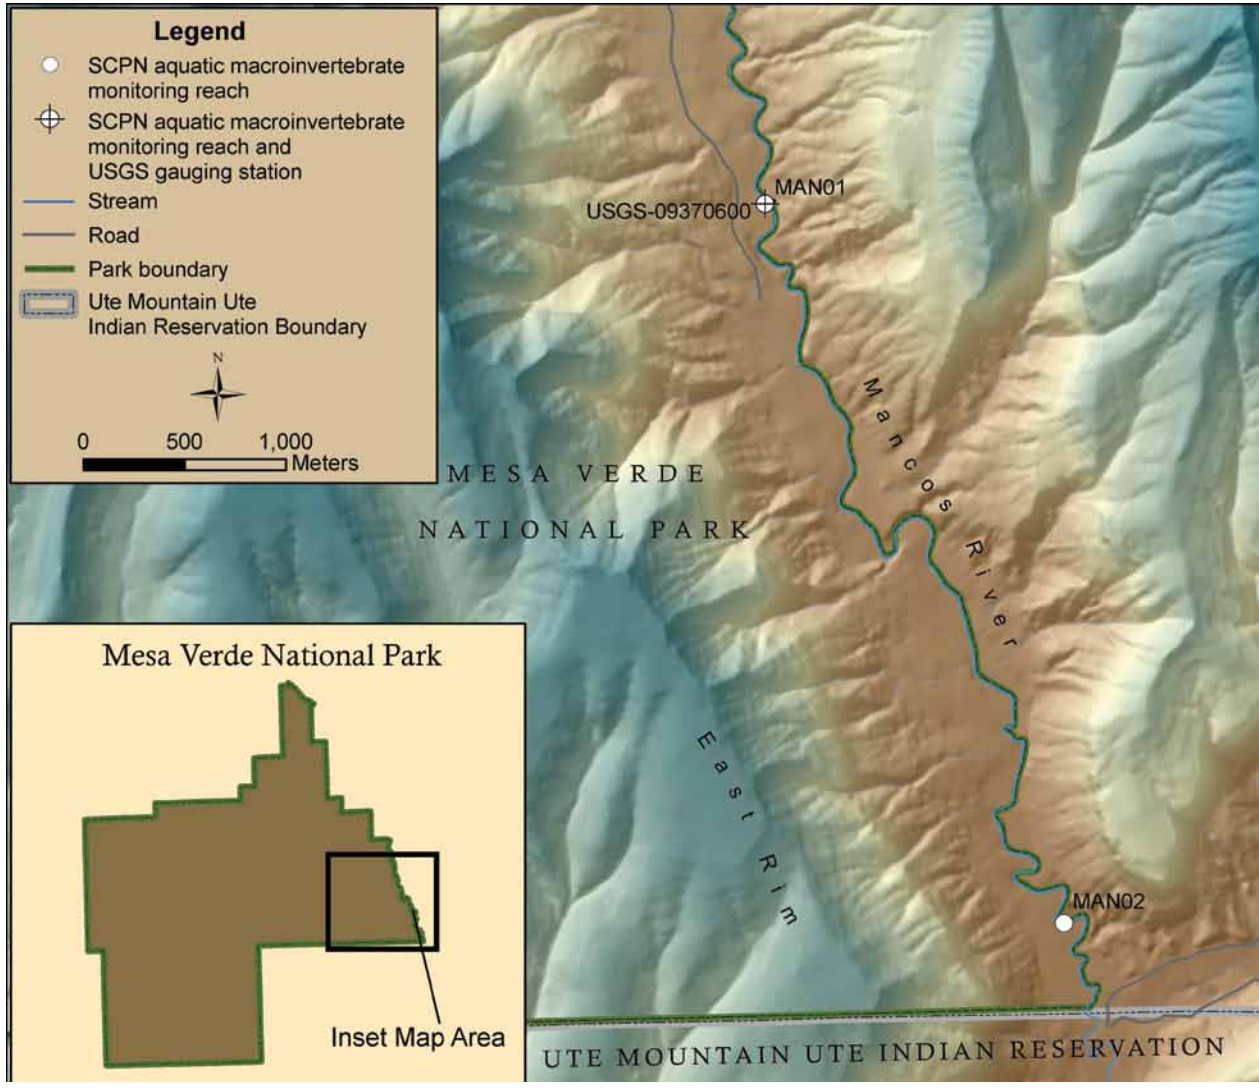 Legend
SCPN aquatic macroinvertebrate
monitoring reach
SCPN aquatic macroinvertebrate
monitoring reach and
USGS gauging station
Stream
Road
Park boundary
Ute Mountain Ute
Indian Reservation Boundary
N
0 500 1,000
Meters
MAN01
USGS-09370600
Mancos River
MESA VERDE
NATIONAL PARK
East Rim
MAN02
Mesa Verde National Park
Inset Map Area
UTE MOUNTAIN UTE INDIAN RESERVATION